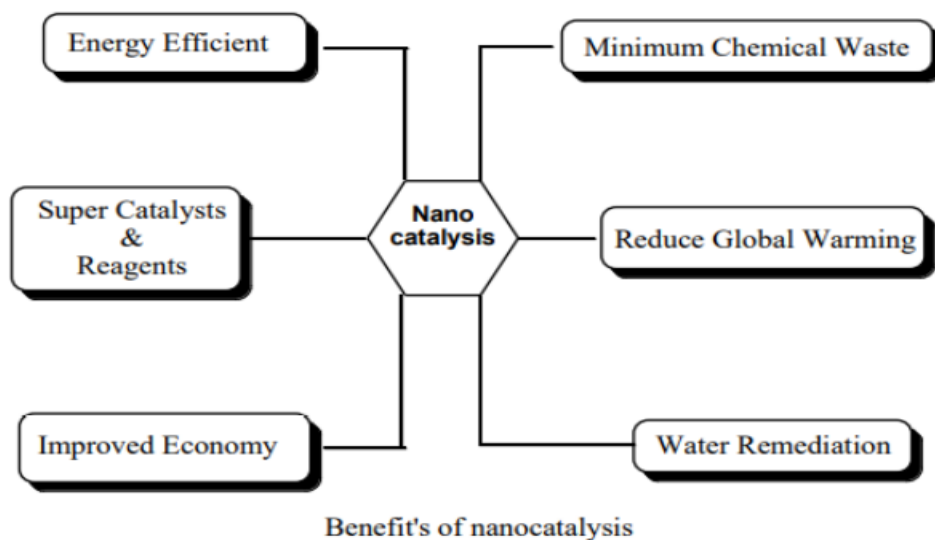 Energy Efficient
Minimum Chemical Waste
Super Catalysts
&
Reagents
Nano
catalysis
Reduce Global Warming
Improved Economy
Water Remediation
Benefit's of nanocatalysis